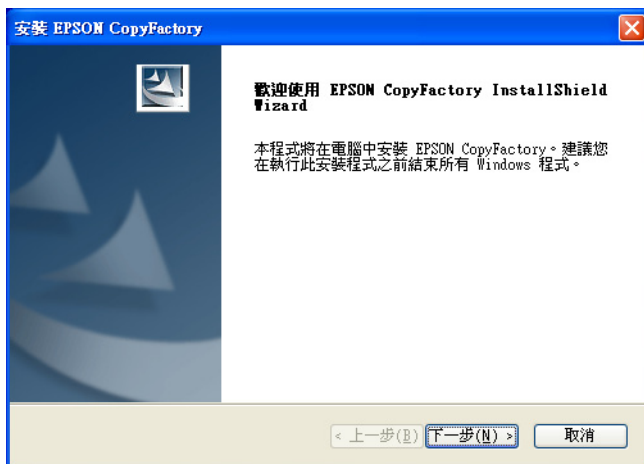 安裝 EPSON CopyFactory
歡迎使用 EPSON CopyFactory InstallShield
Wizard
本程式將在電腦中安裝 EPSON CopyFactory。建議您
在執行此安裝程式之前結束所有 Windows 程式。
< 上一步(B) 下一步(N) > 取消